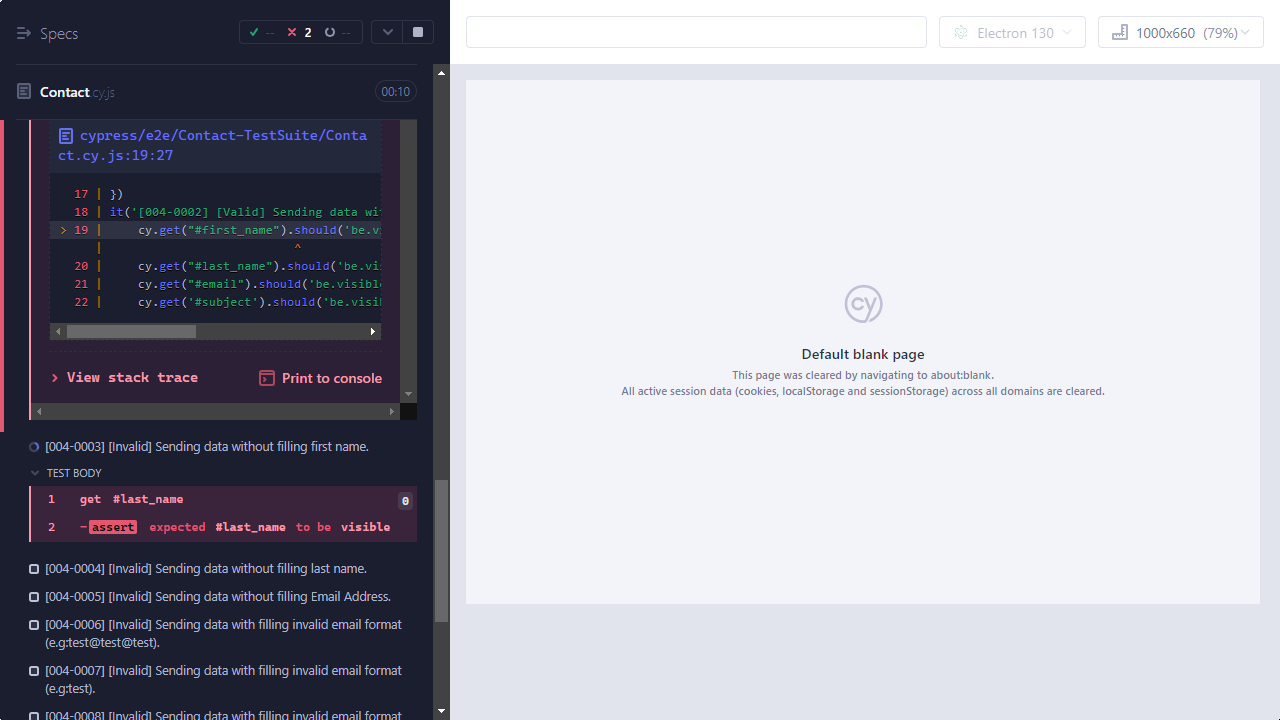 Specs
--
2
--
Electron 130
1000x660 (79%)
Contact.cy.js
00:10
cypress/e2e/Contact-TestSuite/Conta
ct.cy.js:19:27
17 | })
18 | it('[004-0002] [Valid] Sending data wit
> 19 | cy.get("#first_name").should('be.vi
| ^
20 | cy.get("#last_name").should('be.vis
21 | cy.get("#email").should('be.visible
22 | cy.get('#subject').should('be.visib
View stack trace
Print to console
[004-0003] [Invalid] Sending data without filling first name.
TEST BODY
1 get #last_name 0
2 -assert expected #last_name to be visible
[004-0004] [Invalid] Sending data without filling last name.
[004-0005] [Invalid] Sending data without filling Email Address.
[004-0006] [Invalid] Sending data with filling invalid email format
(e.g:test@test@test).
[004-0007] [Invalid] Sending data with filling invalid email format
(e.g:test).
[004-0008] [Invalid] Sending data with filling invalid email format
cy
Default blank page
This page was cleared by navigating to about:blank.
All active session data (cookies, localStorage and sessionStorage) across all domains are cleared.